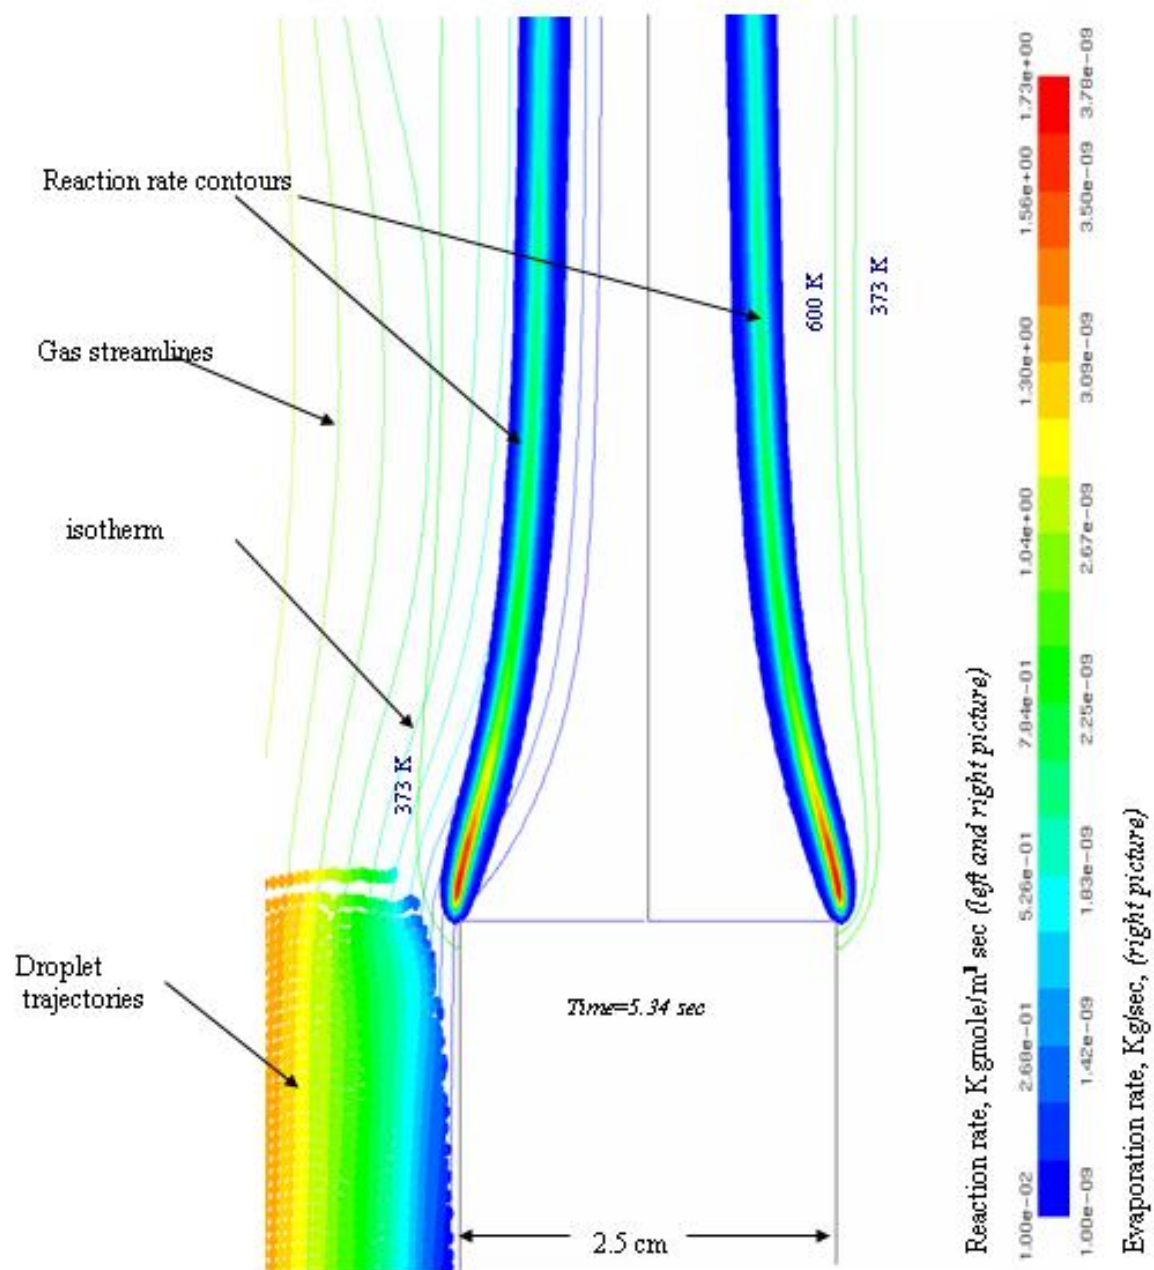 Reaction rate contours
Gas streamlines
isotherm
373 K
600 K
373 K
Droplet
trajectories
Time=5.34 sec
2.5 cm
Reaction rate, Kgmole/m³ sec (left and right picture)
1.00e-02
2.68e-01
5.26e-01
7.84e-01
1.04e+00
1.30e+00
1.56e+00
1.73e+00
1.00e-09
1.42e-09
1.83e-09
2.25e-09
2.67e-09
3.09e-09
3.50e-09
3.78e-09
Evaporation rate, Kg/sec, (right picture)